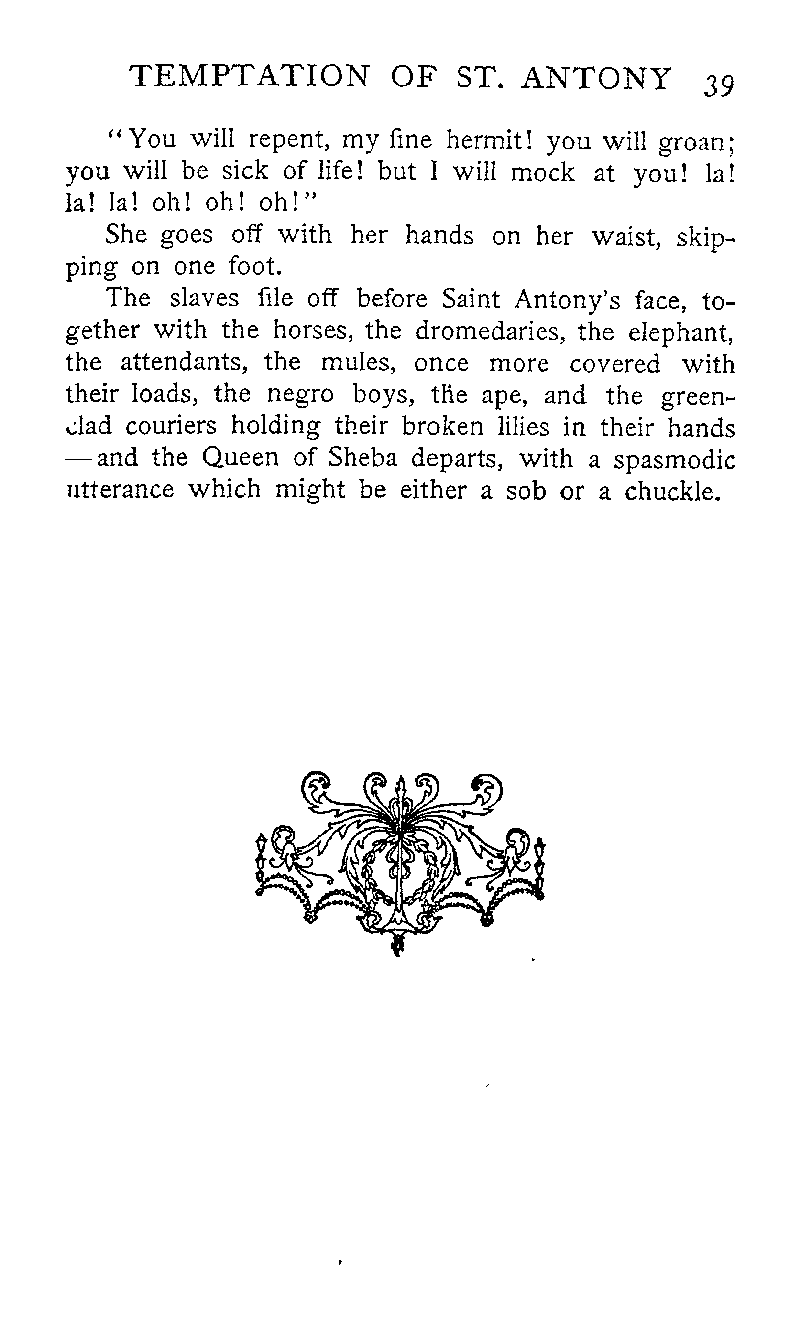 TEMPTATION OF ST. ANTONY 39
“You will repent, my fine hermit! you will groan;
you will be sick of life! but I will mock at you! la!
la! la! oh! oh! oh!”
She goes off with her hands on her waist, skip-
ping on one foot.
The slaves file off before Saint Antony’s face, to-
gether with the horses, the dromedaries, the elephant,
the attendants, the mules, once more covered with
their loads, the negro boys, the ape, and the green-
clad couriers holding their broken lilies in their hands
—and the Queen of Sheba departs, with a spasmodic
utterance which might be either a sob or a chuckle.